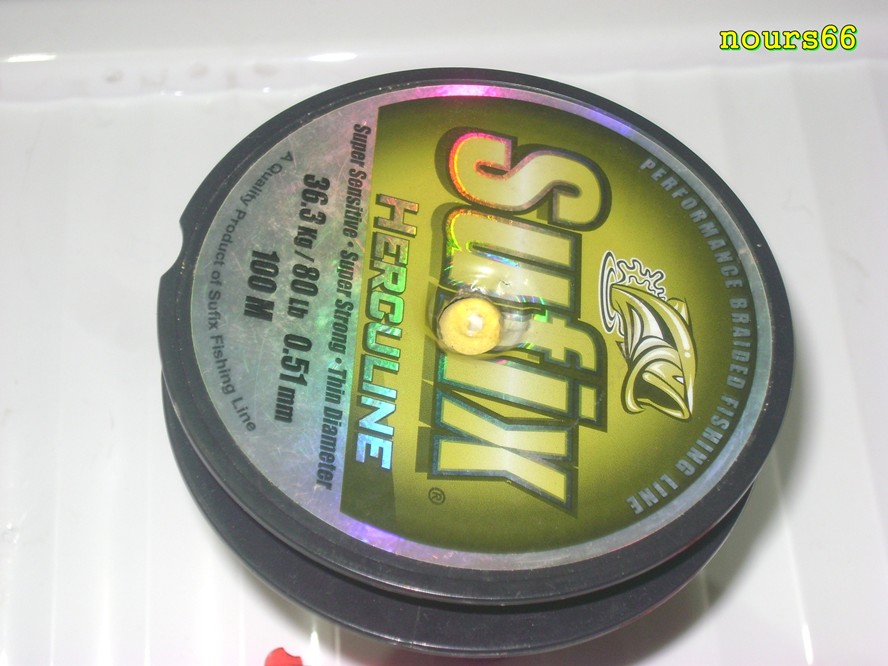 nours66
PERFORMANCE BRAIDED FISHING LINE
Sufix®
HERCULINE
Super Sensitive • Super Strong • Thin Diameter
36.3 Kg / 80 Lb 0.51 mm
100 M
A Quality Product of Sufix Fishing Line